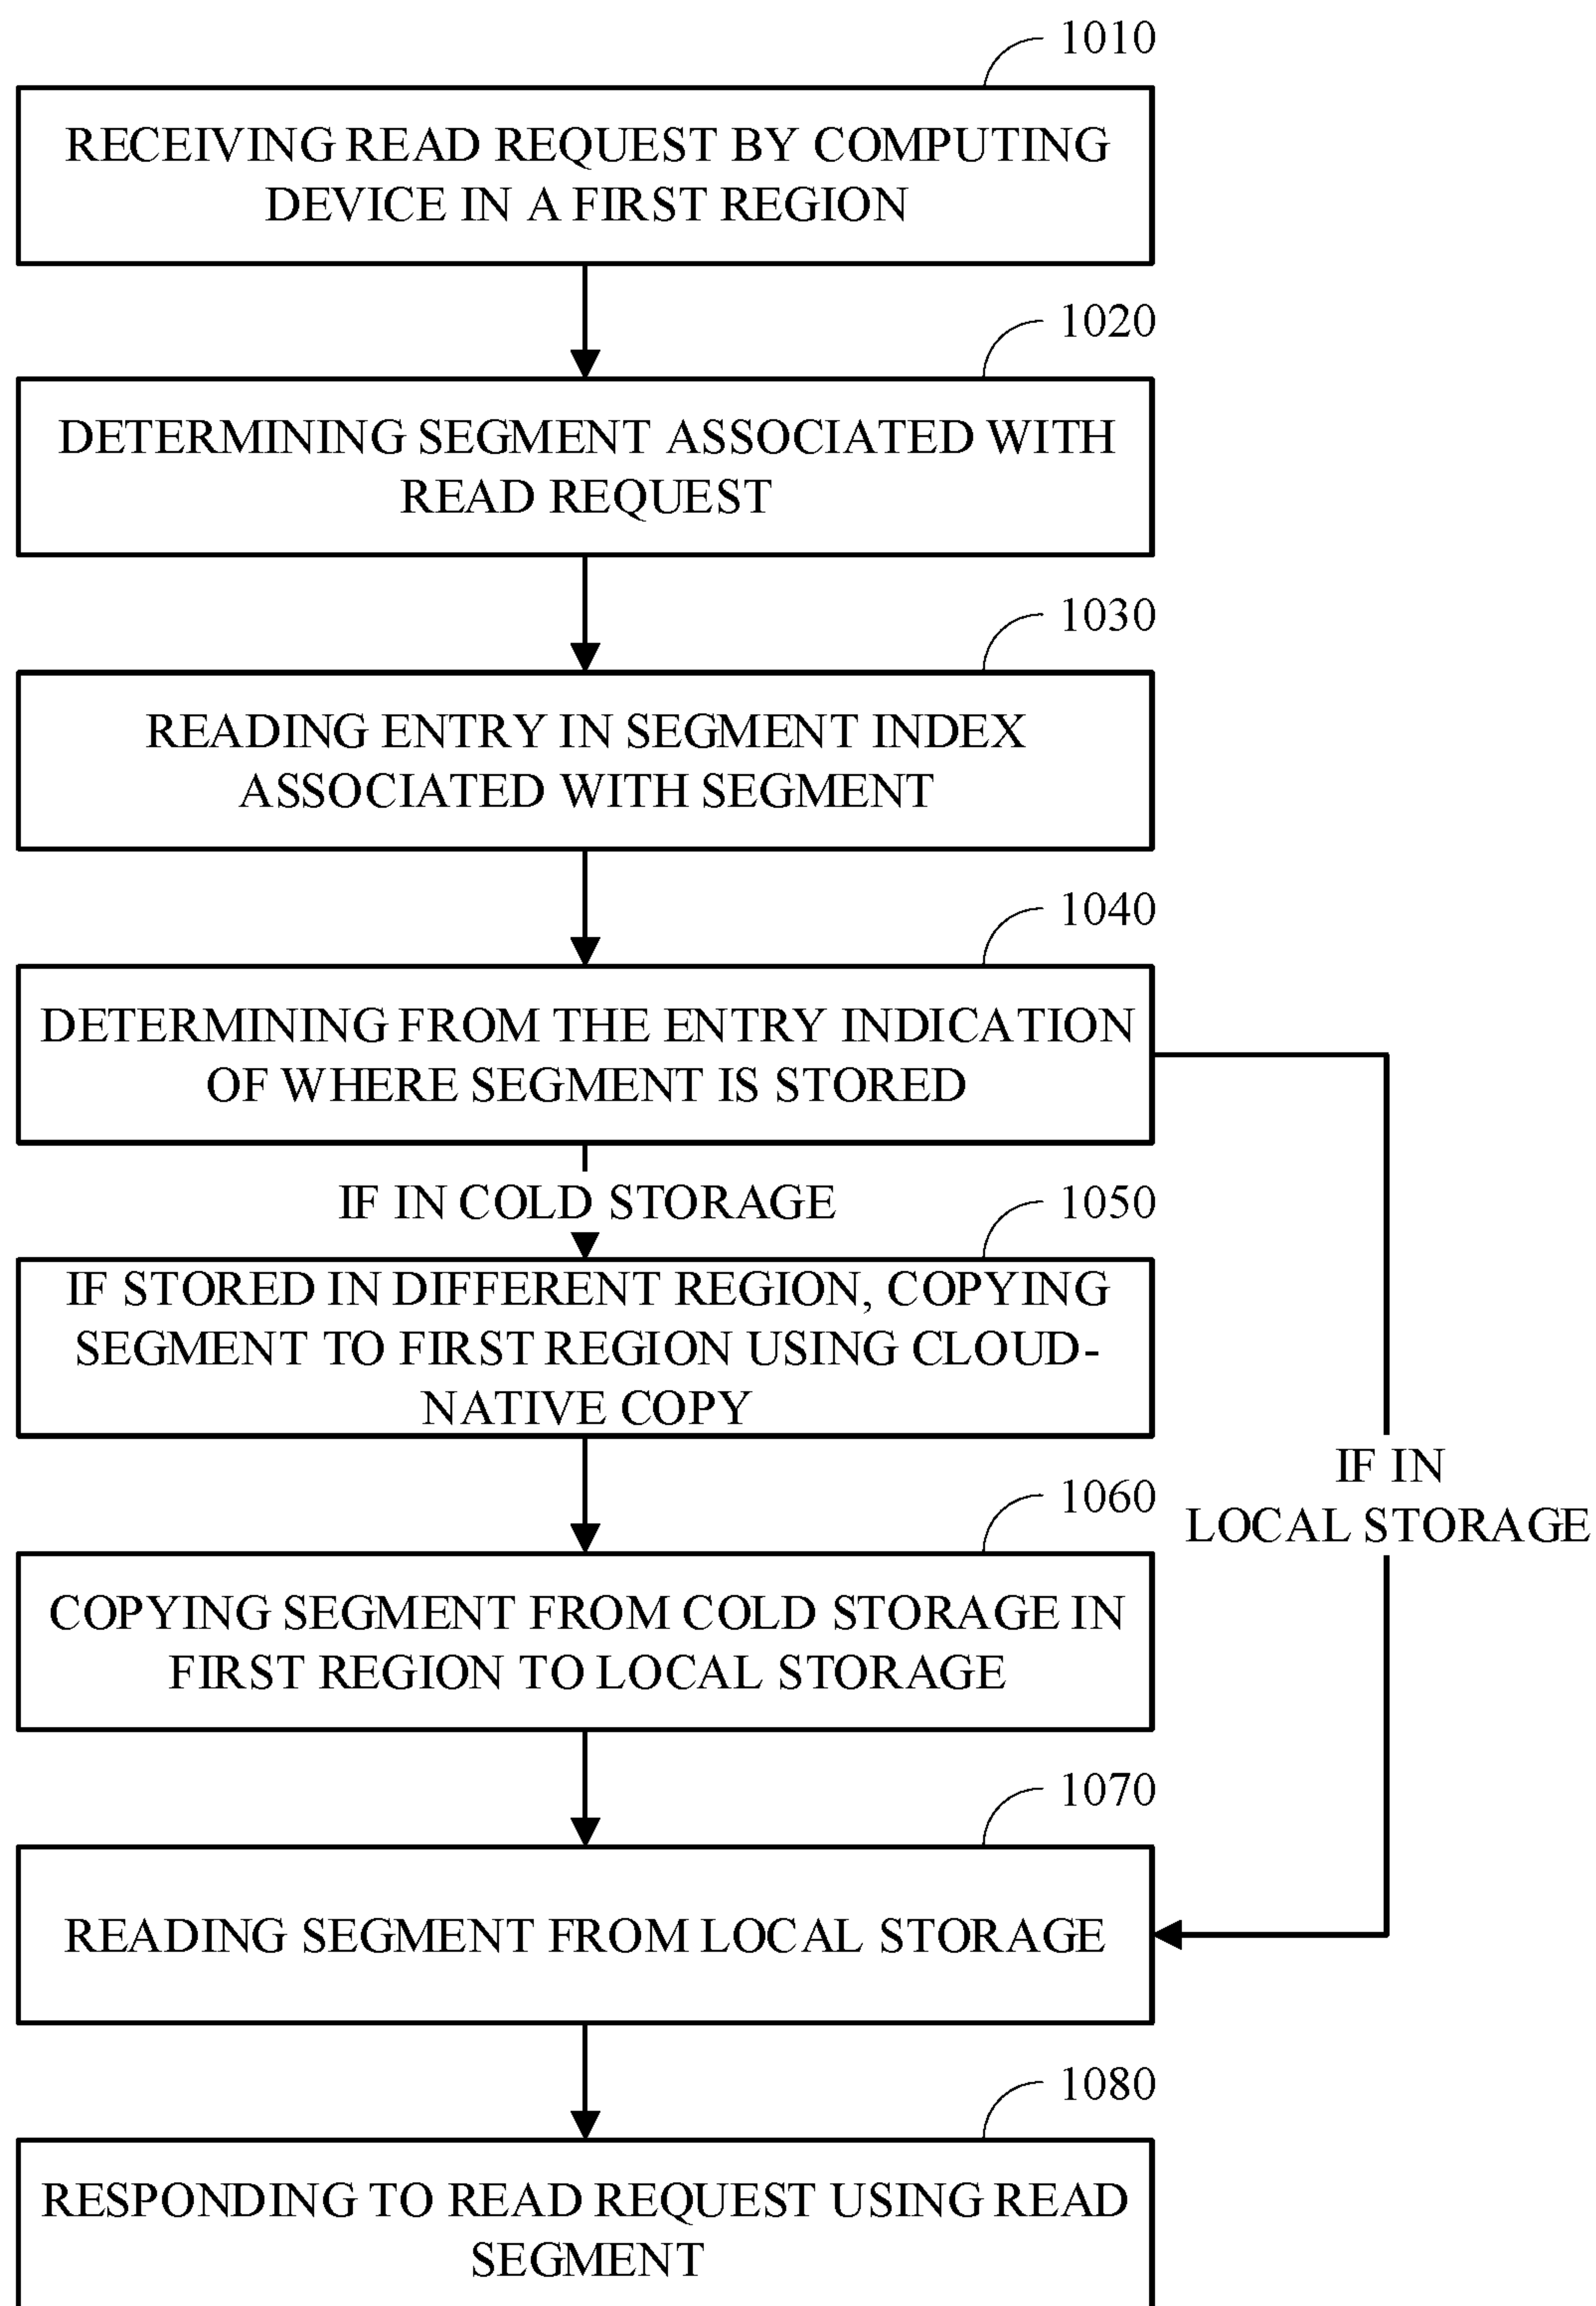 1010
RECEIVING READ REQUEST BY COMPUTING
DEVICE IN A FIRST REGION
1020
DETERMINING SEGMENT ASSOCIATED WITH
READ REQUEST
1030
READING ENTRY IN SEGMENT INDEX
ASSOCIATED WITH SEGMENT
1040
DETERMINING FROM THE ENTRY INDICATION
OF WHERE SEGMENT IS STORED
IF IN COLD STORAGE
1050
IF STORED IN DIFFERENT REGION, COPYING
SEGMENT TO FIRST REGION USING CLOUD-
NATIVE COPY
IF IN
LOCAL STORAGE
1060
COPYING SEGMENT FROM COLD STORAGE IN
FIRST REGION TO LOCAL STORAGE
1070
READING SEGMENT FROM LOCAL STORAGE
1080
RESPONDING TO READ REQUEST USING READ
SEGMENT